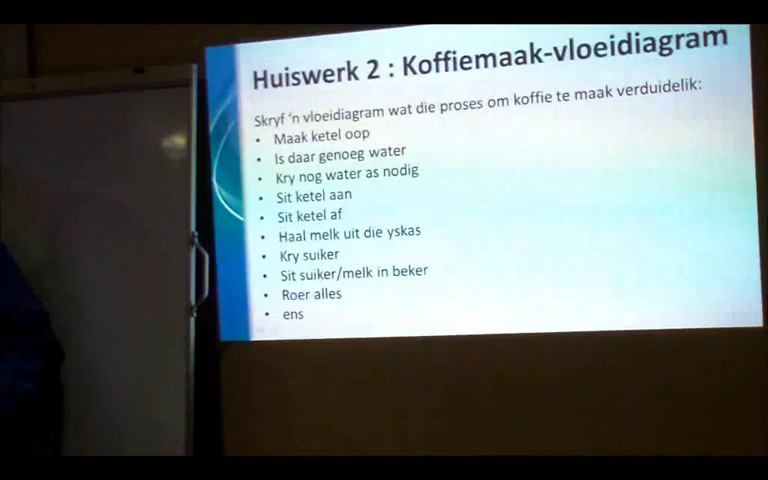 Huiswerk 2 : Koffiemaak-vloeidiagram
Skryf 'n vloeidiagram wat die proses om koffie te maak verduidelik:
• Maak ketel oop
• Is daar genoeg water
• Kry nog water as nodig
• Sit ketel aan
• Sit ketel af
• Haal melk uit die yskas
• Kry suiker
• Sit suiker/melk in beker
• Roer alles
• ens